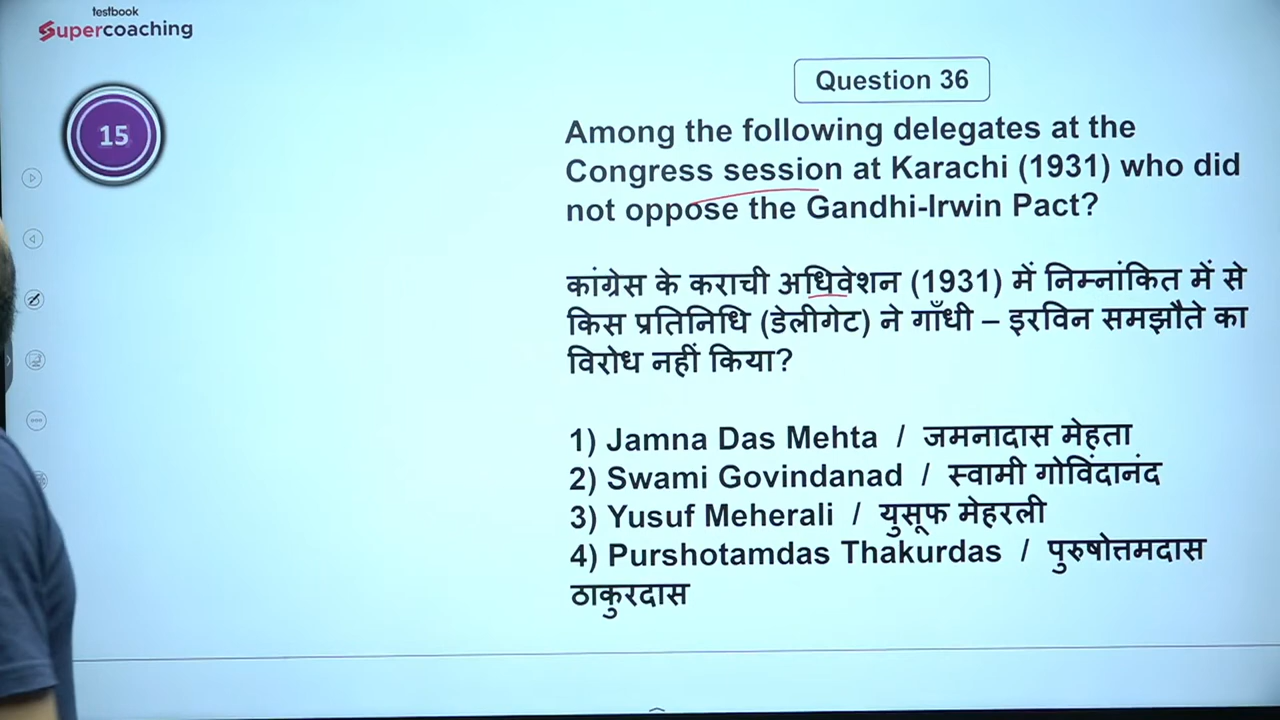 testbook
Supercoaching
Question 36
15
Among the following delegates at the
Congress session at Karachi (1931) who did
not oppose the Gandhi-Irwin Pact?
कांग्रेस के कराची अधिवेशन (1931) में निम्नांकित में से
किस प्रतिनिधि (डेलीगेट) ने गाँधी – इरविन समझौते का
विरोध नहीं किया?
1) Jamna Das Mehta / जमनादास मेहता
2) Swami Govindanad / स्वामी गोविंदानंद
3) Yusuf Meherali / युसूफ मेहरली
4) Purshotamdas Thakurdas / पुरुषोत्तमदास
ठाकुरदास